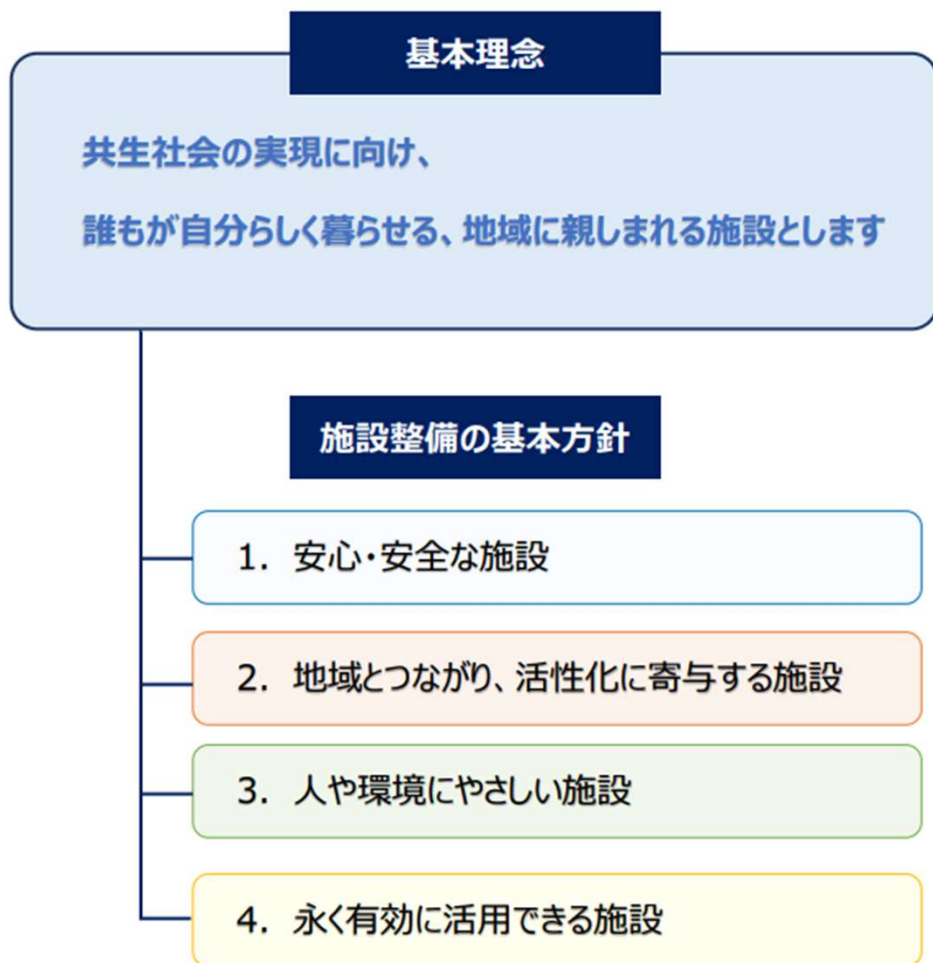 基本理念
共生社会の実現に向け、
誰もが自分らしく暮らせる、地域に親しまれる施設とします
施設整備の基本方針
1. 安心・安全な施設
2. 地域とつながり、活性化に寄与する施設
3. 人や環境にやさしい施設
4. 永く有効に活用できる施設